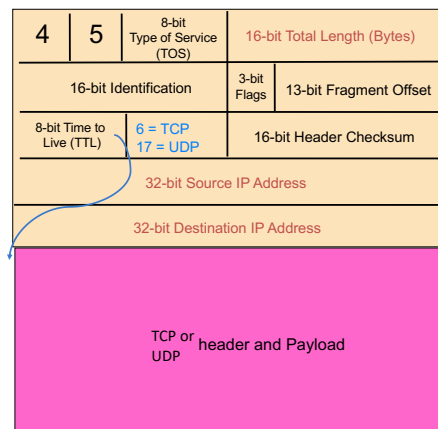 4
5
8-bit
Type of Service
(TOS)
16-bit Total Length (Bytes)
16-bit Identification
3-bit
Flags
13-bit Fragment Offset
8-bit Time to
Live (TTL)
6 = TCP
17 = UDP
16-bit Header Checksum
32-bit Source IP Address
32-bit Destination IP Address
TCP or
UDP
header and Payload